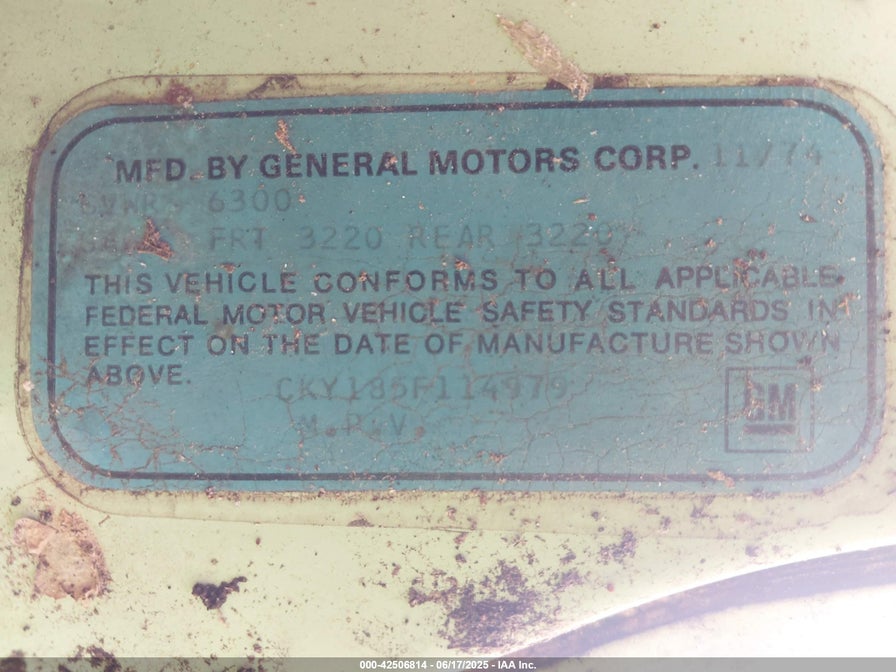 MFD. BY GENERAL MOTORS CORP. 11/74
GVWR 6300
FRT 3220 REAR 3220
THIS VEHICLE CONFORMS TO ALL APPLICABLE
FEDERAL MOTOR VEHICLE SAFETY STANDARDS IN
EFFECT ON THE DATE OF MANUFACTURE SHOWN
ABOVE.
CKY185F114979
M.P.V.
GM
000-42506814 - 06/17/2025 - IAA Inc.